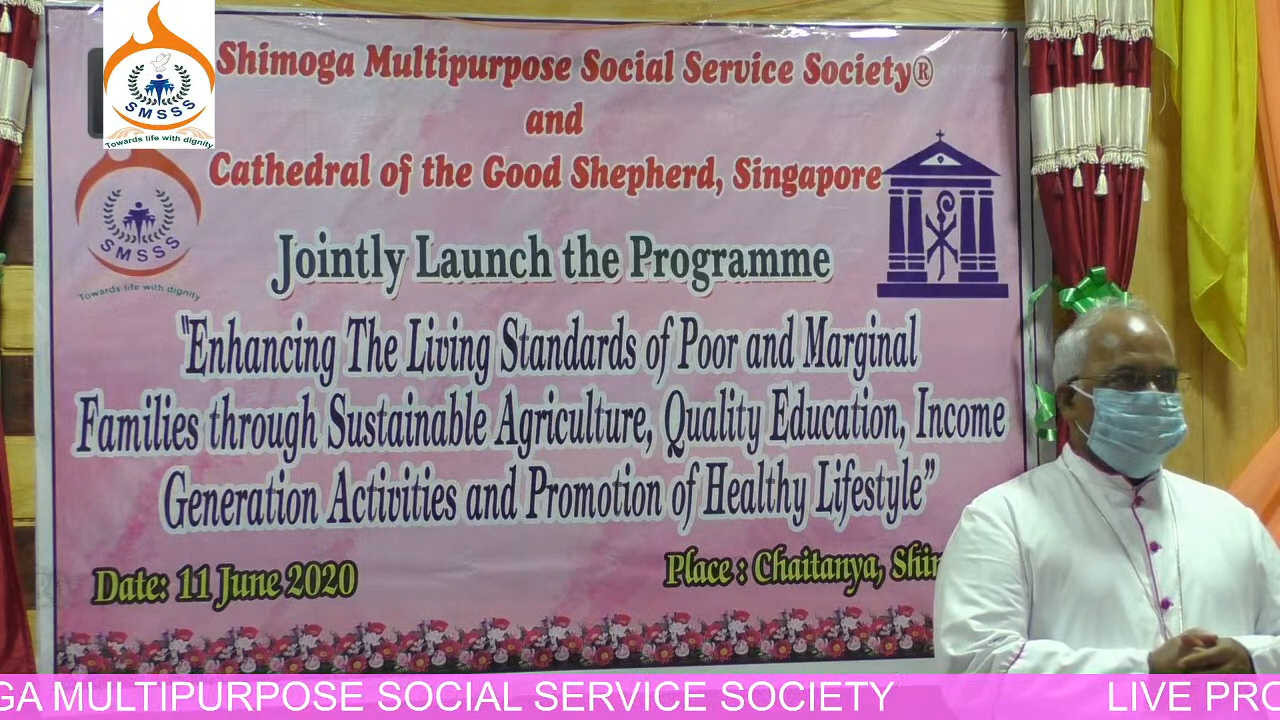 SMSSS
Towards life with dignity
Shimoga Multipurpose Social Service Society®
and
Cathedral of the Good Shepherd, Singapore
SMSSS
Towards life with dignity
Jointly Launch the Programme
"Enhancing The Living Standards of Poor and Marginal
Families through Sustainable Agriculture, Quality Education, Income
Generation Activities and Promotion of Healthy Lifestyle”
Date: 11 June 2020
Place : Chaitanya, Shi
GA MULTIPURPOSE SOCIAL SERVICE SOCIETY
LIVE PRO